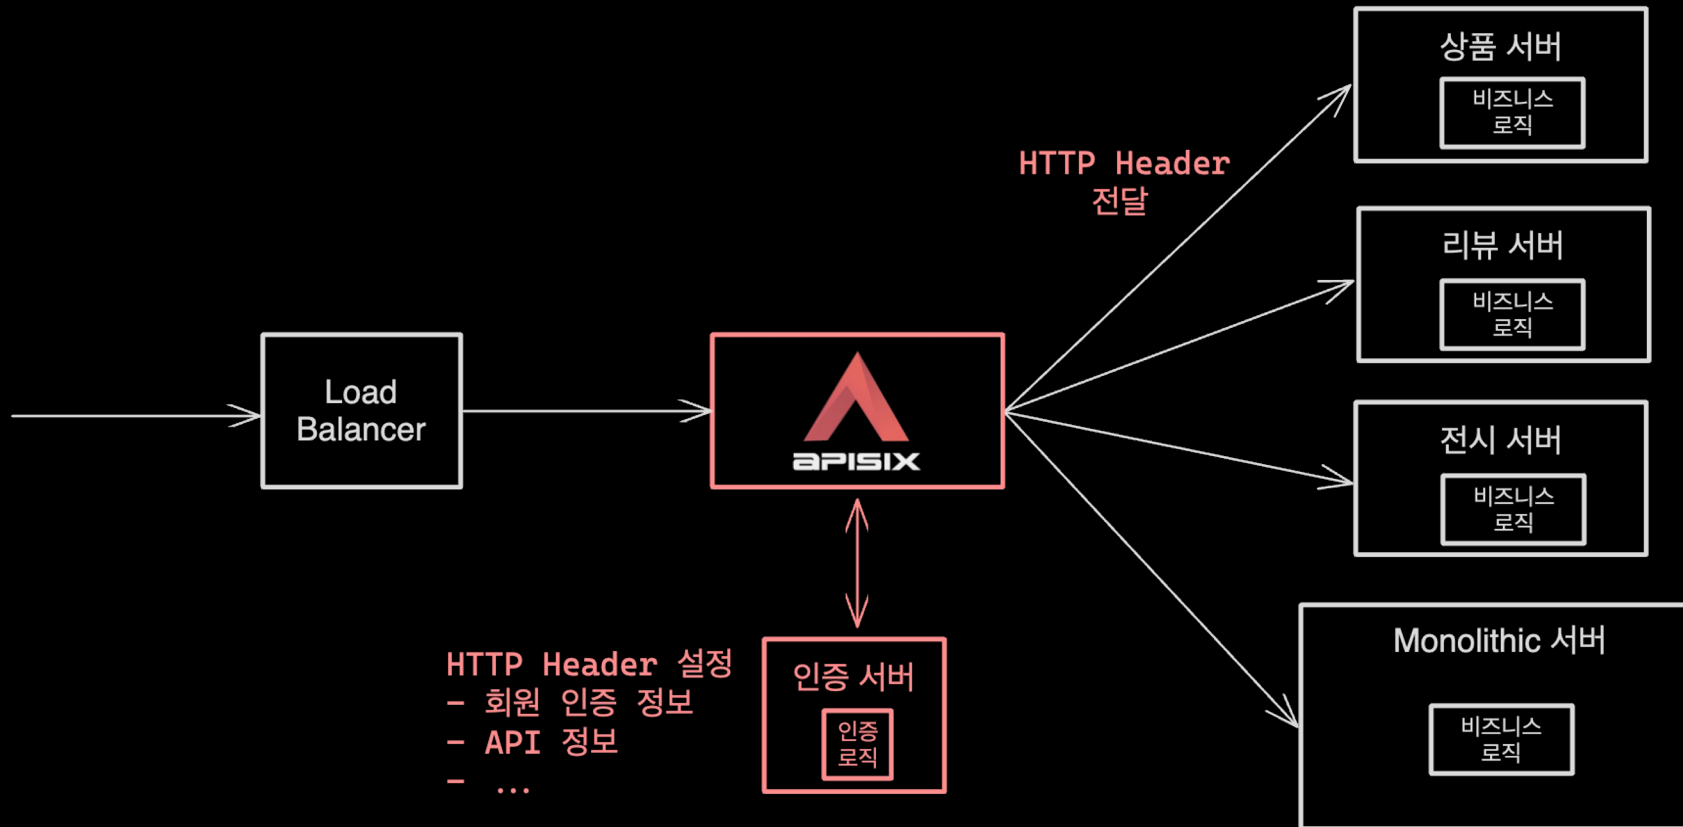 상품 서버
비즈니스
로직
HTTP Header
전달
리뷰 서버
비즈니스
로직
Load
Balancer
APISIX
전시 서버
비즈니스
로직
HTTP Header 설정
- 회원 인증 정보
- API 정보
- ...
인증 서버
인증
로직
Monolithic 서버
비즈니스
로직